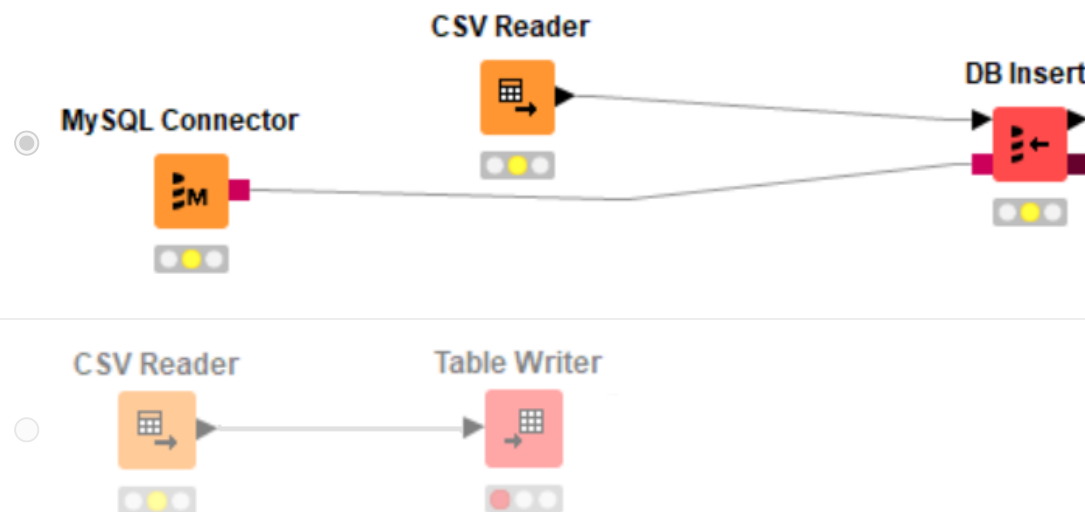 CSV Reader
DB Insert
MySQL Connector
M
CSV Reader
Table Writer